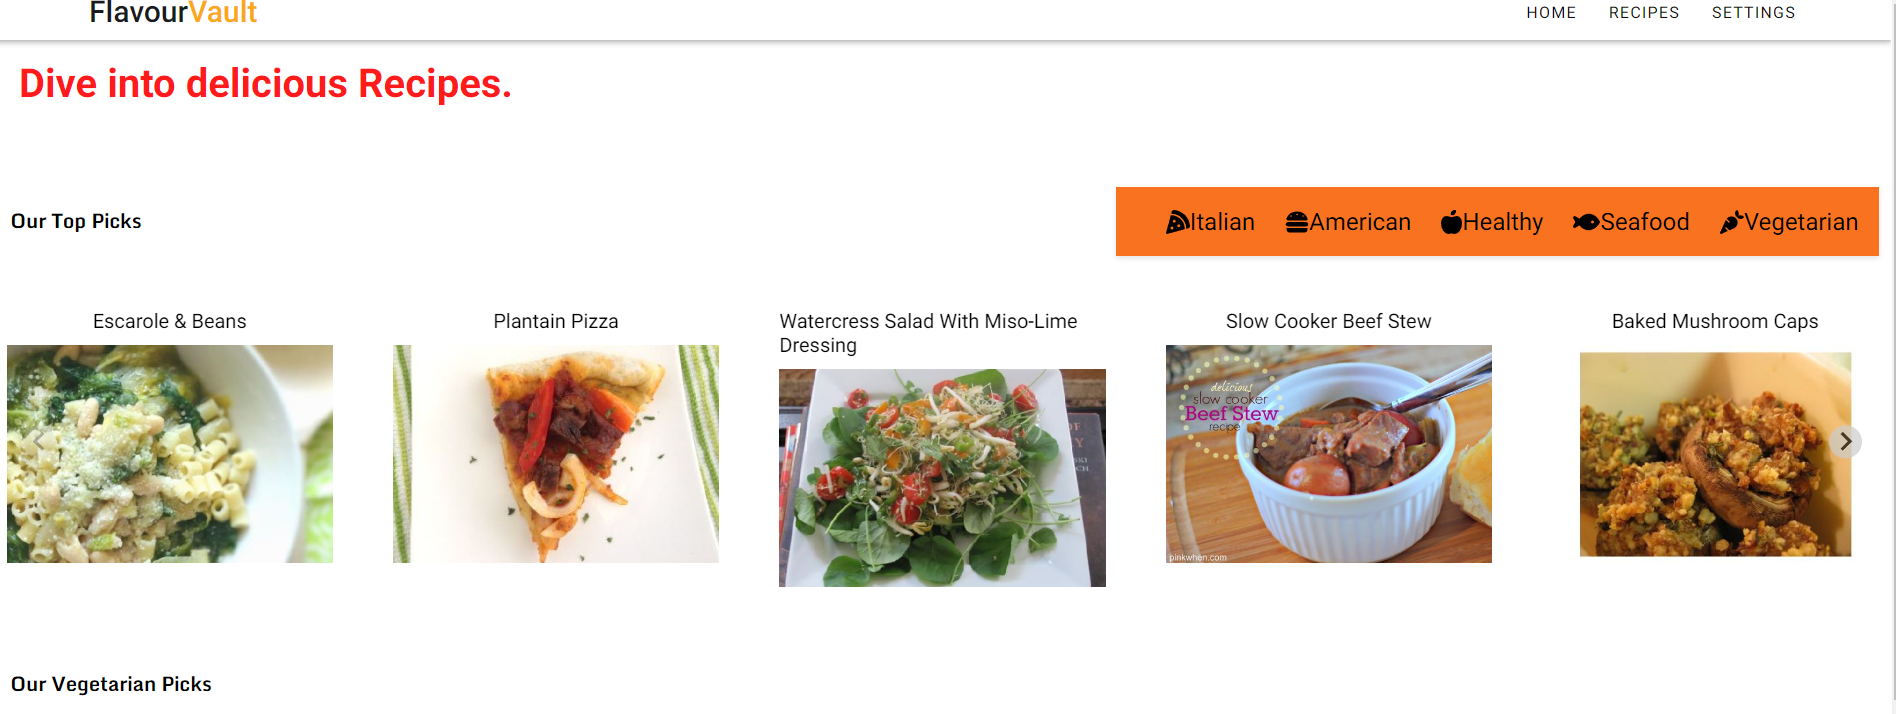 FlavourVault
HOME RECIPES SETTINGS
Dive into delicious Recipes.
Our Top Picks
Italian American Healthy Seafood Vegetarian
Escarole & Beans
Plantain Pizza
Watercress Salad With Miso-Lime
Dressing
Slow Cooker Beef Stew
Baked Mushroom Caps
delicious
slow cooker
Beef Stew
recipe
pinkwhen.com
Our Vegetarian Picks